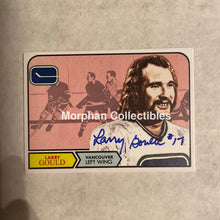 Morphan Collectibles
Larry Gould #17
LARRY
GOULD
VANCOUVER
LEFT WING